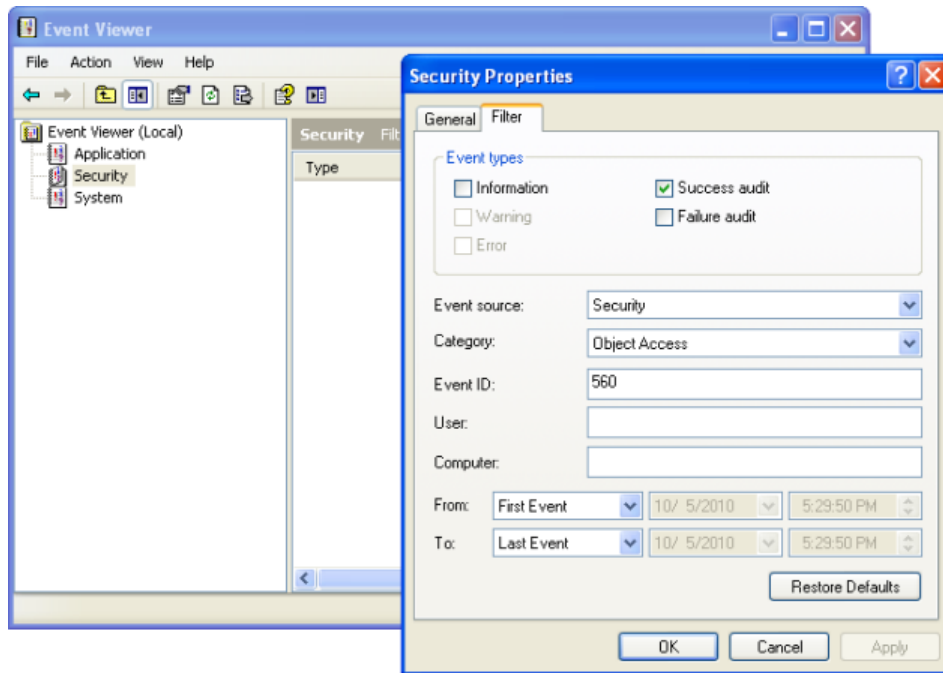 Event Viewer
File Action View Help
Event Viewer (Local)
Application
Security
System
Security Filt
Type
Security Properties
General Filter
Event types
Information Success audit
Warning Failure audit
Error
Event source: Security
Category: Object Access
Event ID: 560
User:
Computer:
From: First Event 10/ 5/2010 5:29:50 PM
To: Last Event 10/ 5/2010 5:29:50 PM
Restore Defaults
OK Cancel Apply